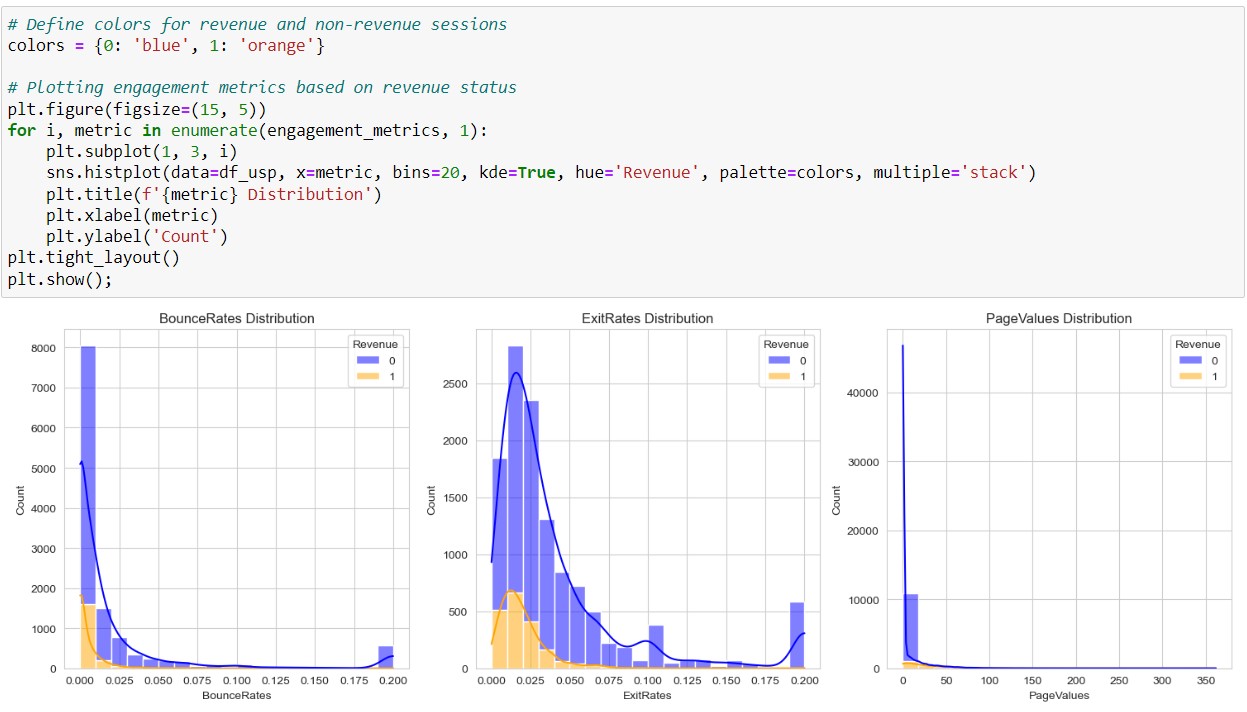 # Define colors for revenue and non-revenue sessions
colors = {0: 'blue', 1: 'orange'}
# Plotting engagement metrics based on revenue status
plt.figure(figsize=(15, 5))
for i, metric in enumerate(engagement_metrics, 1):
    plt.subplot(1, 3, i)
    sns.histplot(data=df_usp, x=metric, bins=20, kde=True, hue='Revenue', palette=colors, multiple='stack')
    plt.title(f'{metric} Distribution')
    plt.xlabel(metric)
    plt.ylabel('Count')
plt.tight_layout()
plt.show();
BounceRates Distribution
Revenue
0
1
8000
7000
6000
5000
4000
3000
2000
1000
0
Count
0.000 0.025 0.050 0.075 0.100 0.125 0.150 0.175 0.200
BounceRates
ExitRates Distribution
Revenue
0
1
2500
2000
1500
1000
500
0
Count
0.000 0.025 0.050 0.075 0.100 0.125 0.150 0.175 0.200
ExitRates
PageValues Distribution
Revenue
0
1
40000
30000
20000
10000
0
Count
0 50 100 150 200 250 300 350
PageValues